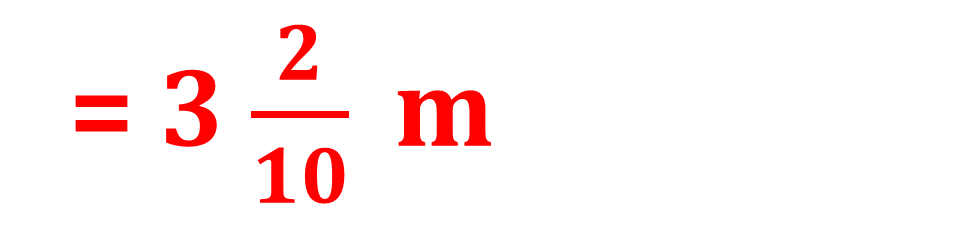 = 3 2/10 m